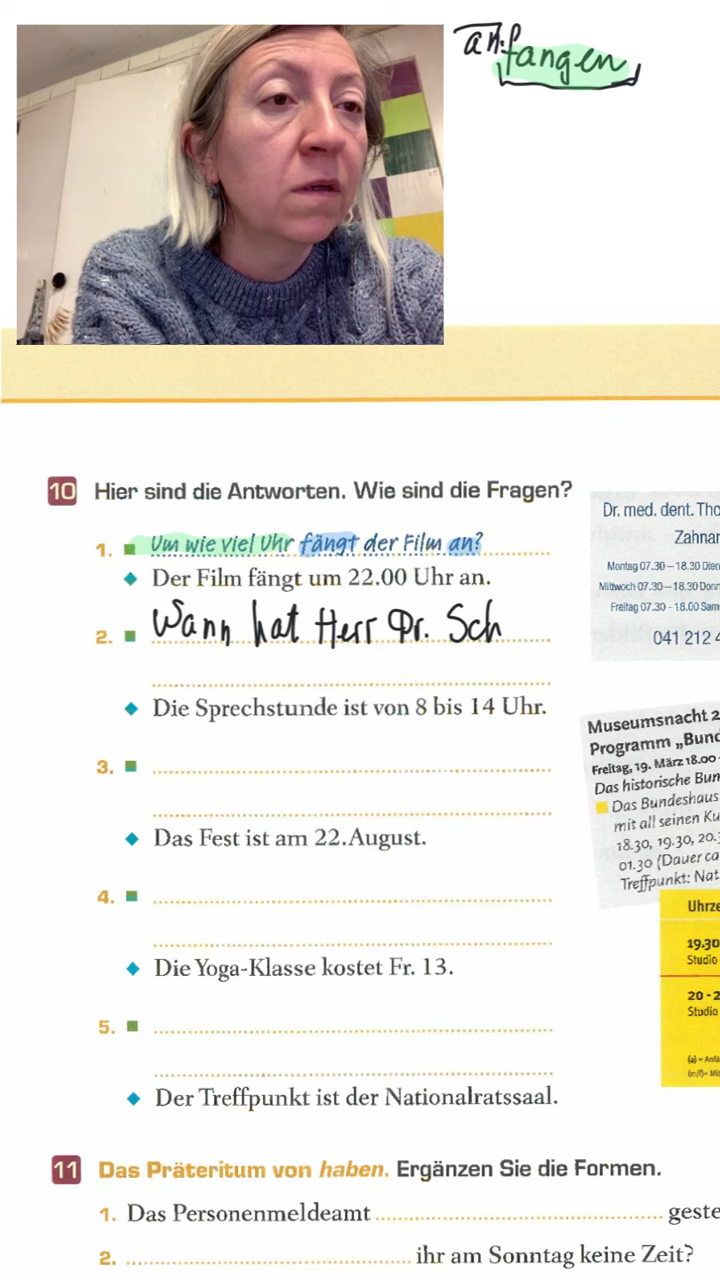 an.fangen
10 Hier sind die Antworten. Wie sind die Fragen?
1. Um wie viel Uhr fängt der Film an?
Der Film fängt um 22.00 Uhr an.
2. Wann hat Herr Dr. Sch
Die Sprechstunde ist von 8 bis 14 Uhr.
3.
Das Fest ist am 22.August.
4.
Die Yoga-Klasse kostet Fr. 13.
5.
Der Treffpunkt ist der Nationalratssaal.
11 Das Präteritum von haben. Ergänzen Sie die Formen.
1. Das Personenmeldeamt ........ geste
2. ........ ihr am Sonntag keine Zeit?
Dr. med. dent. Tho
Zahnar
Montag 07.30 – 18.30 Dien
Mittwoch 07.30 – 18.30 Donn
Freitag 07.30 - 18.00 Sam
041 212 4
Museumsnacht 2
Programm „Bund
Freitag, 19. März 18.00
Das historische Bun
Das Bundeshaus
mit all seinen Ku
18.30, 19.30, 20.3
01.30 (Dauer ca
Treffpunkt: Nat
Uhrze
19.30
Studio
20 - 2
Studio
(a) = Anfä
(m/f)= Mit